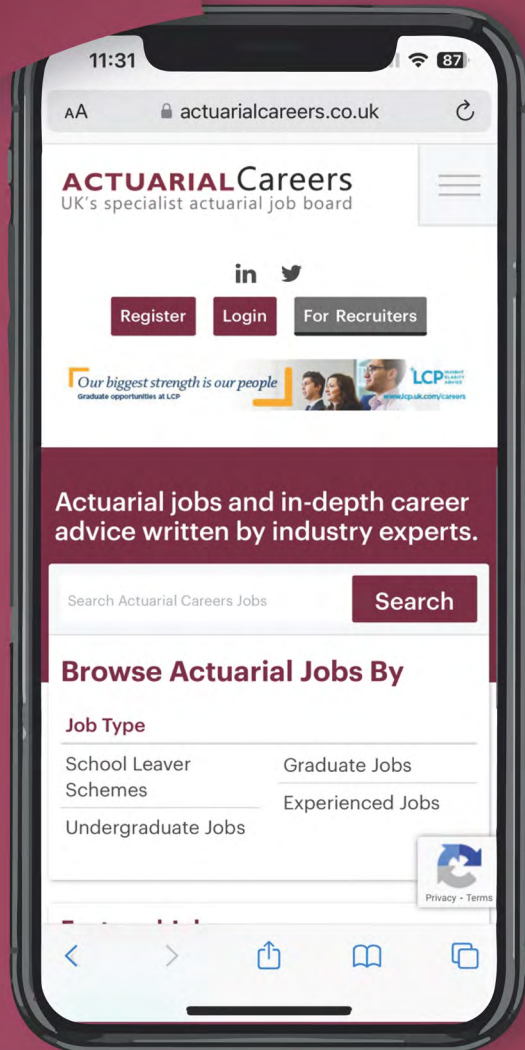 11:31
87
AA
actuarialcareers.co.uk
ACTUARIALCareers
UK's specialist actuarial job board
in
Register
Login
For Recruiters
Our biggest strength is our people
Graduate opportunities at LCP
LCP
INSIGHT
CLARITY
ADVICE
www.lcp.uk.com/careers
Actuarial jobs and in-depth career
advice written by industry experts.
Search Actuarial Careers Jobs
Search
Browse Actuarial Jobs By
Job Type
School Leaver
Schemes
Undergraduate Jobs
Graduate Jobs
Experienced Jobs
Privacy - Terms